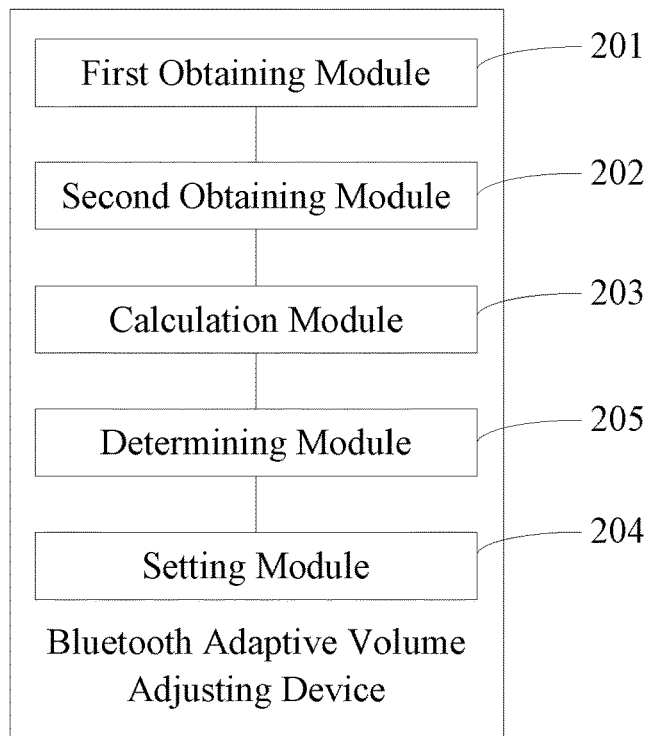 First Obtaining Module 201
Second Obtaining Module 202
Calculation Module 203
Determining Module 205
Setting Module 204
Bluetooth Adaptive Volume
Adjusting Device